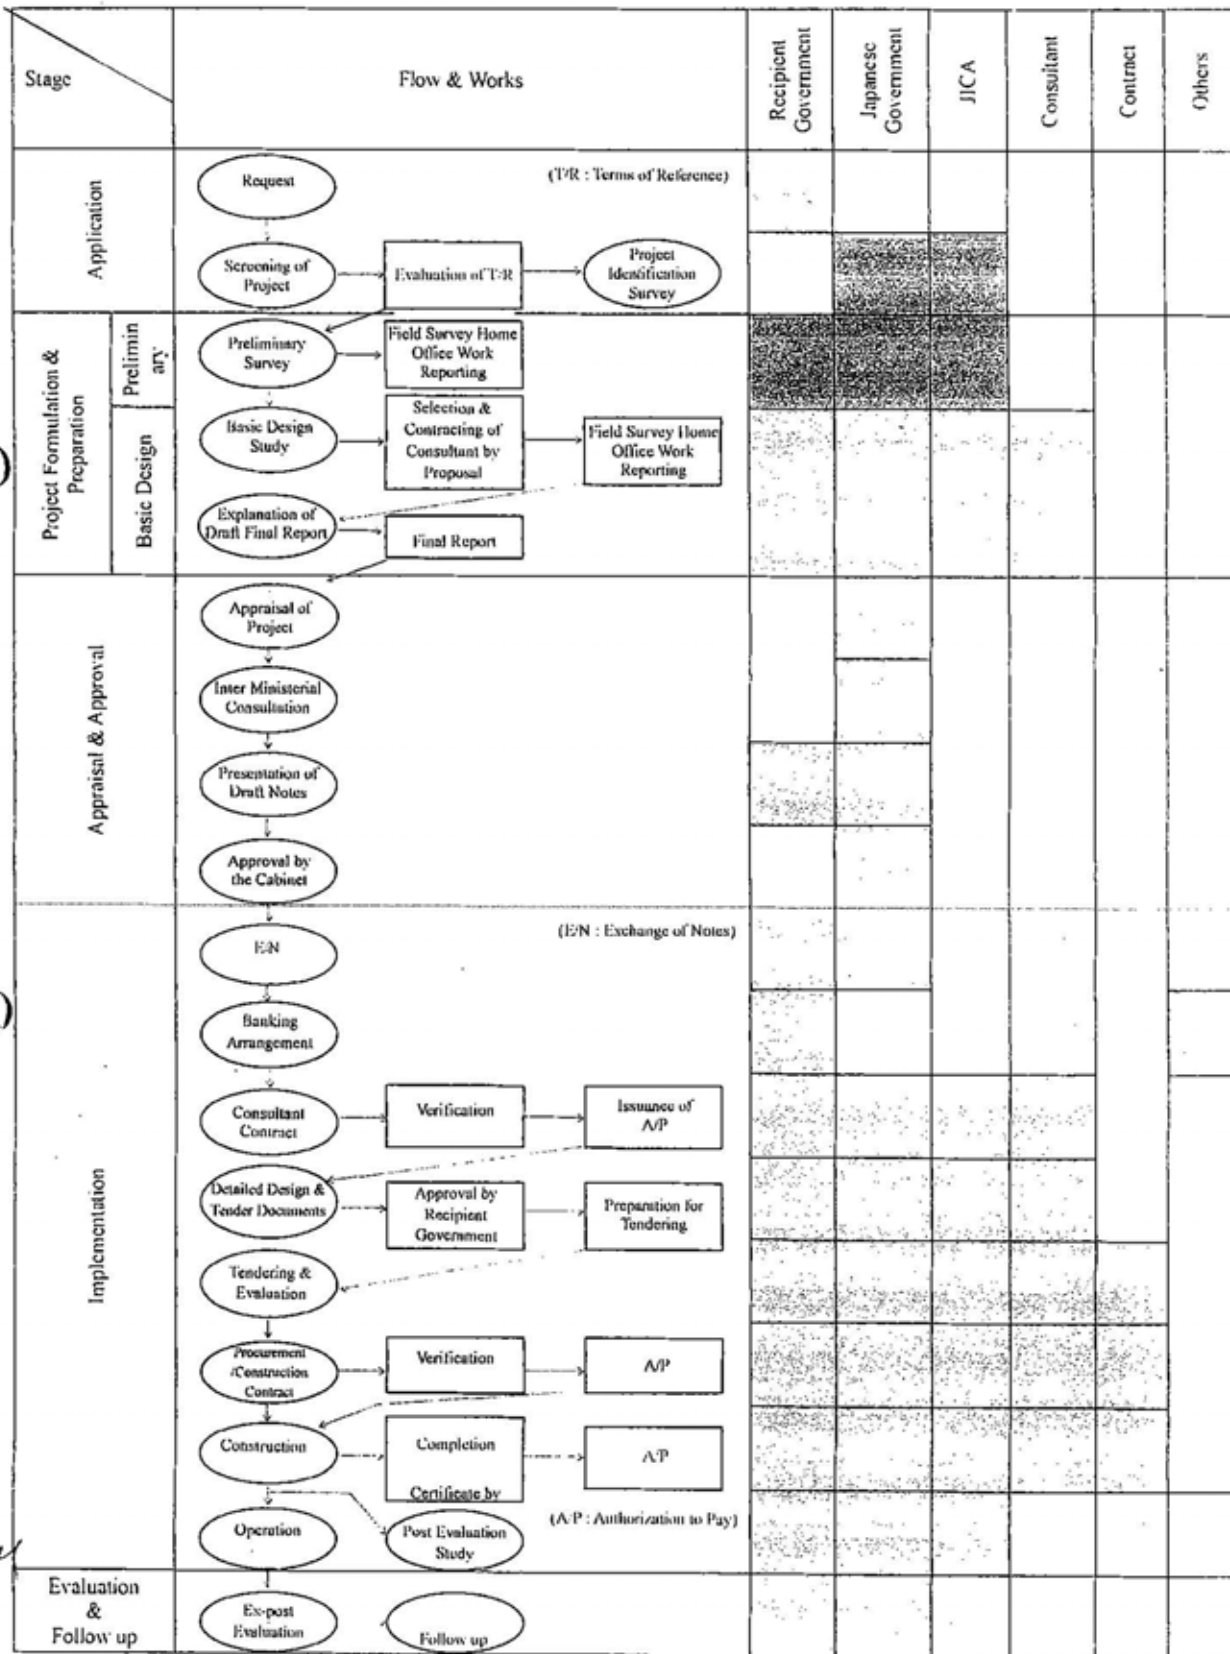 Stage
Flow & Works
Recipient
Government
Japanese
Government
JICA
Consultant
Contract
Others
Application
Request
(T/R : Terms of Reference)
Screening of
Project
Evaluation of T/R
Project
Identification
Survey
Project Formulation &
Preparation
Prelimin
ary
Preliminary
Survey
Field Survey Home
Office Work
Reporting
Basic Design
Basic Design
Study
Selection &
Contracting of
Consultant by
Proposal
Field Survey Home
Office Work
Reporting
Explanation of
Draft Final Report
Final Report
Appraisal & Approval
Appraisal of
Project
Inter Ministerial
Consultation
Presentation of
Draft Notes
Approval by
the Cabinet
Implementation
E/N
(E/N : Exchange of Notes)
Banking
Arrangement
Consultant
Contract
Verification
Issuance of
A/P
Detailed Design &
Tender Documents
Approval by
Recipient
Government
Preparation for
Tendering
Tendering &
Evaluation
Procurement
/Construction
Contract
Verification
A/P
Construction
Completion
Certificate by
A/P
Operation
Post Evaluation
Study
(A/P : Authorization to Pay)
Evaluation
&
Follow up
Ex-post
Evaluation
Follow up